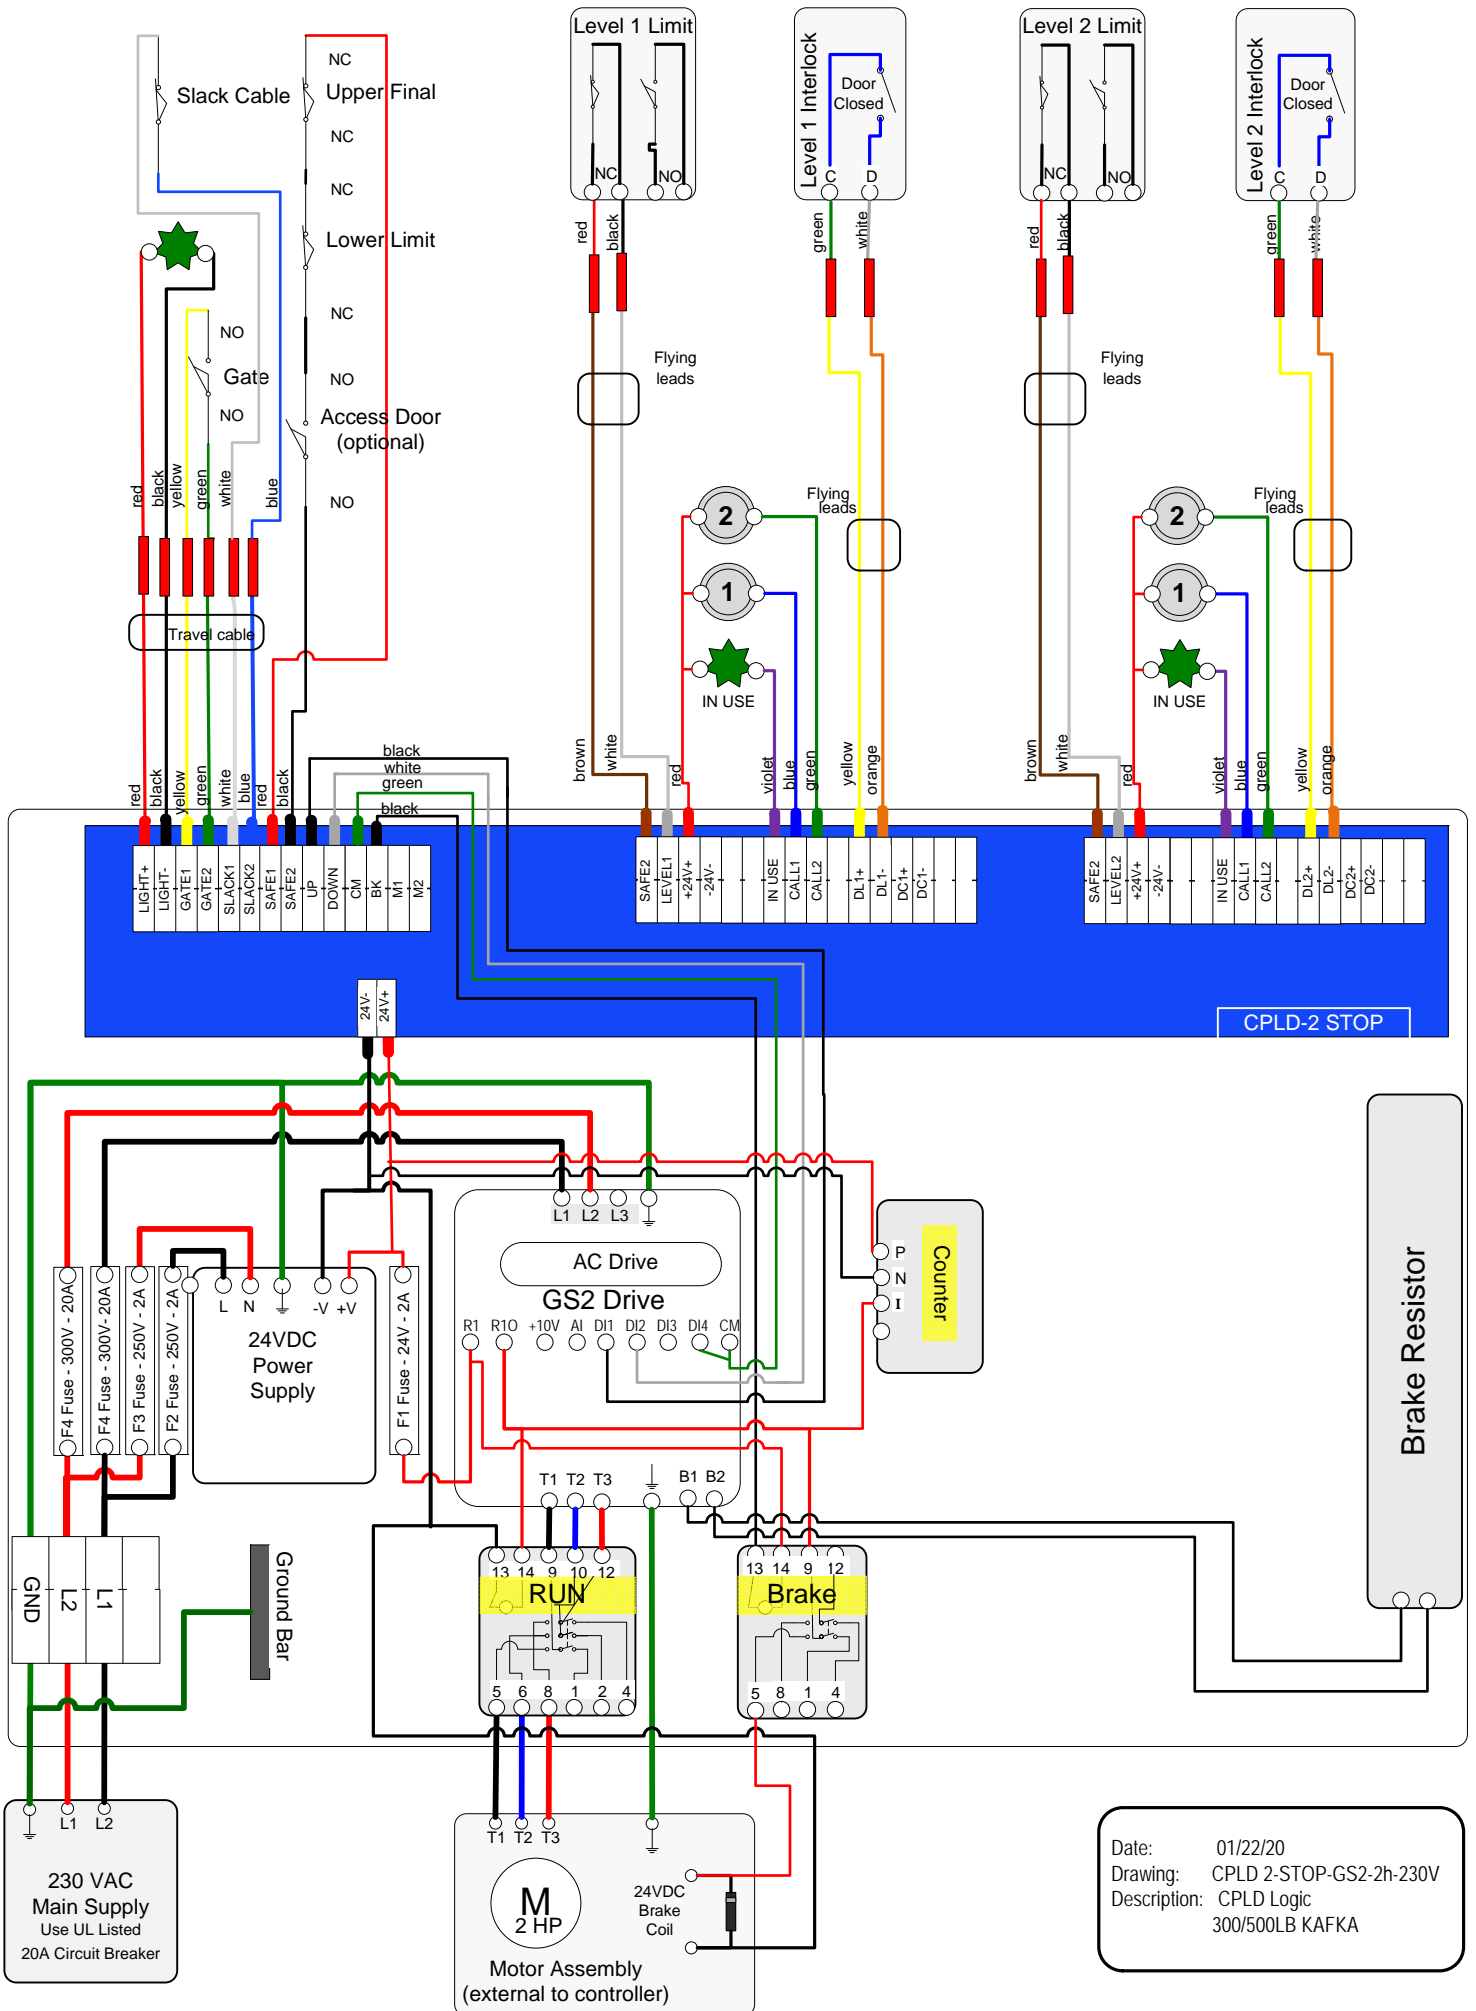 Level 1 Limit
Level 2 Limit
NC
Slack Cable
Upper Final
NC
NC
Lower Limit
NC
NO
Gate
NO
NO
Access Door
(optional)
NO
red
black
yellow
green
white
blue
Travel cable
NC
NO
red
black
Level 1 Interlock
Door
Closed
C
D
green
white
Flying
leads
Flying
leads
2
1
IN USE
NC
NO
red
black
Level 2 Interlock
Door
Closed
C
D
green
white
Flying
leads
Flying
leads
2
1
IN USE
red
black
yellow
green
white
blue
red
black
black
white
green
black
brown
white
red
violet
blue
green
yellow
orange
brown
white
red
violet
blue
green
yellow
orange
LIGHT+
LIGHT-
GATE1
GATE2
SLACK1
SLACK2
SAFE1
SAFE2
UP
DOWN
CM
BK
M1
M2
SAFE2
LEVEL1
+24V+
-24V-
IN USE
CALL1
CALL2
DL1+
DL1-
DC1+
DC1-
SAFE2
LEVEL2
+24V+
-24V-
IN USE
CALL1
CALL2
DL2+
DL2-
DC2+
DC2-
24V-
24V+
CPLD-2 STOP
L1 L2 L3
AC Drive
GS2 Drive
R1 R1O +10V AI DI1 DI2 DI3 DI4 CM
T1 T2 T3
B1 B2
P
N
I
Counter
Brake Resistor
F4 Fuse - 300V - 20A
F4 Fuse - 300V- 20A
F3 Fuse - 250V - 2A
F2 Fuse - 250V - 2A
L N -V +V
24VDC
Power
Supply
F1 Fuse - 24V - 2A
GND
L2
L1
Ground Bar
13 14 9 10 12
RUN
5 6 8 1 2 4
13 14 9 12
Brake
5 8 1 4
L1 L2
230 VAC
Main Supply
Use UL Listed
20A Circuit Breaker
T1 T2 T3
M
2 HP
24VDC
Brake
Coil
Motor Assembly
(external to controller)
Date: 01/22/20
Drawing: CPLD 2-STOP-GS2-2h-230V
Description: CPLD Logic
300/500LB KAFKA